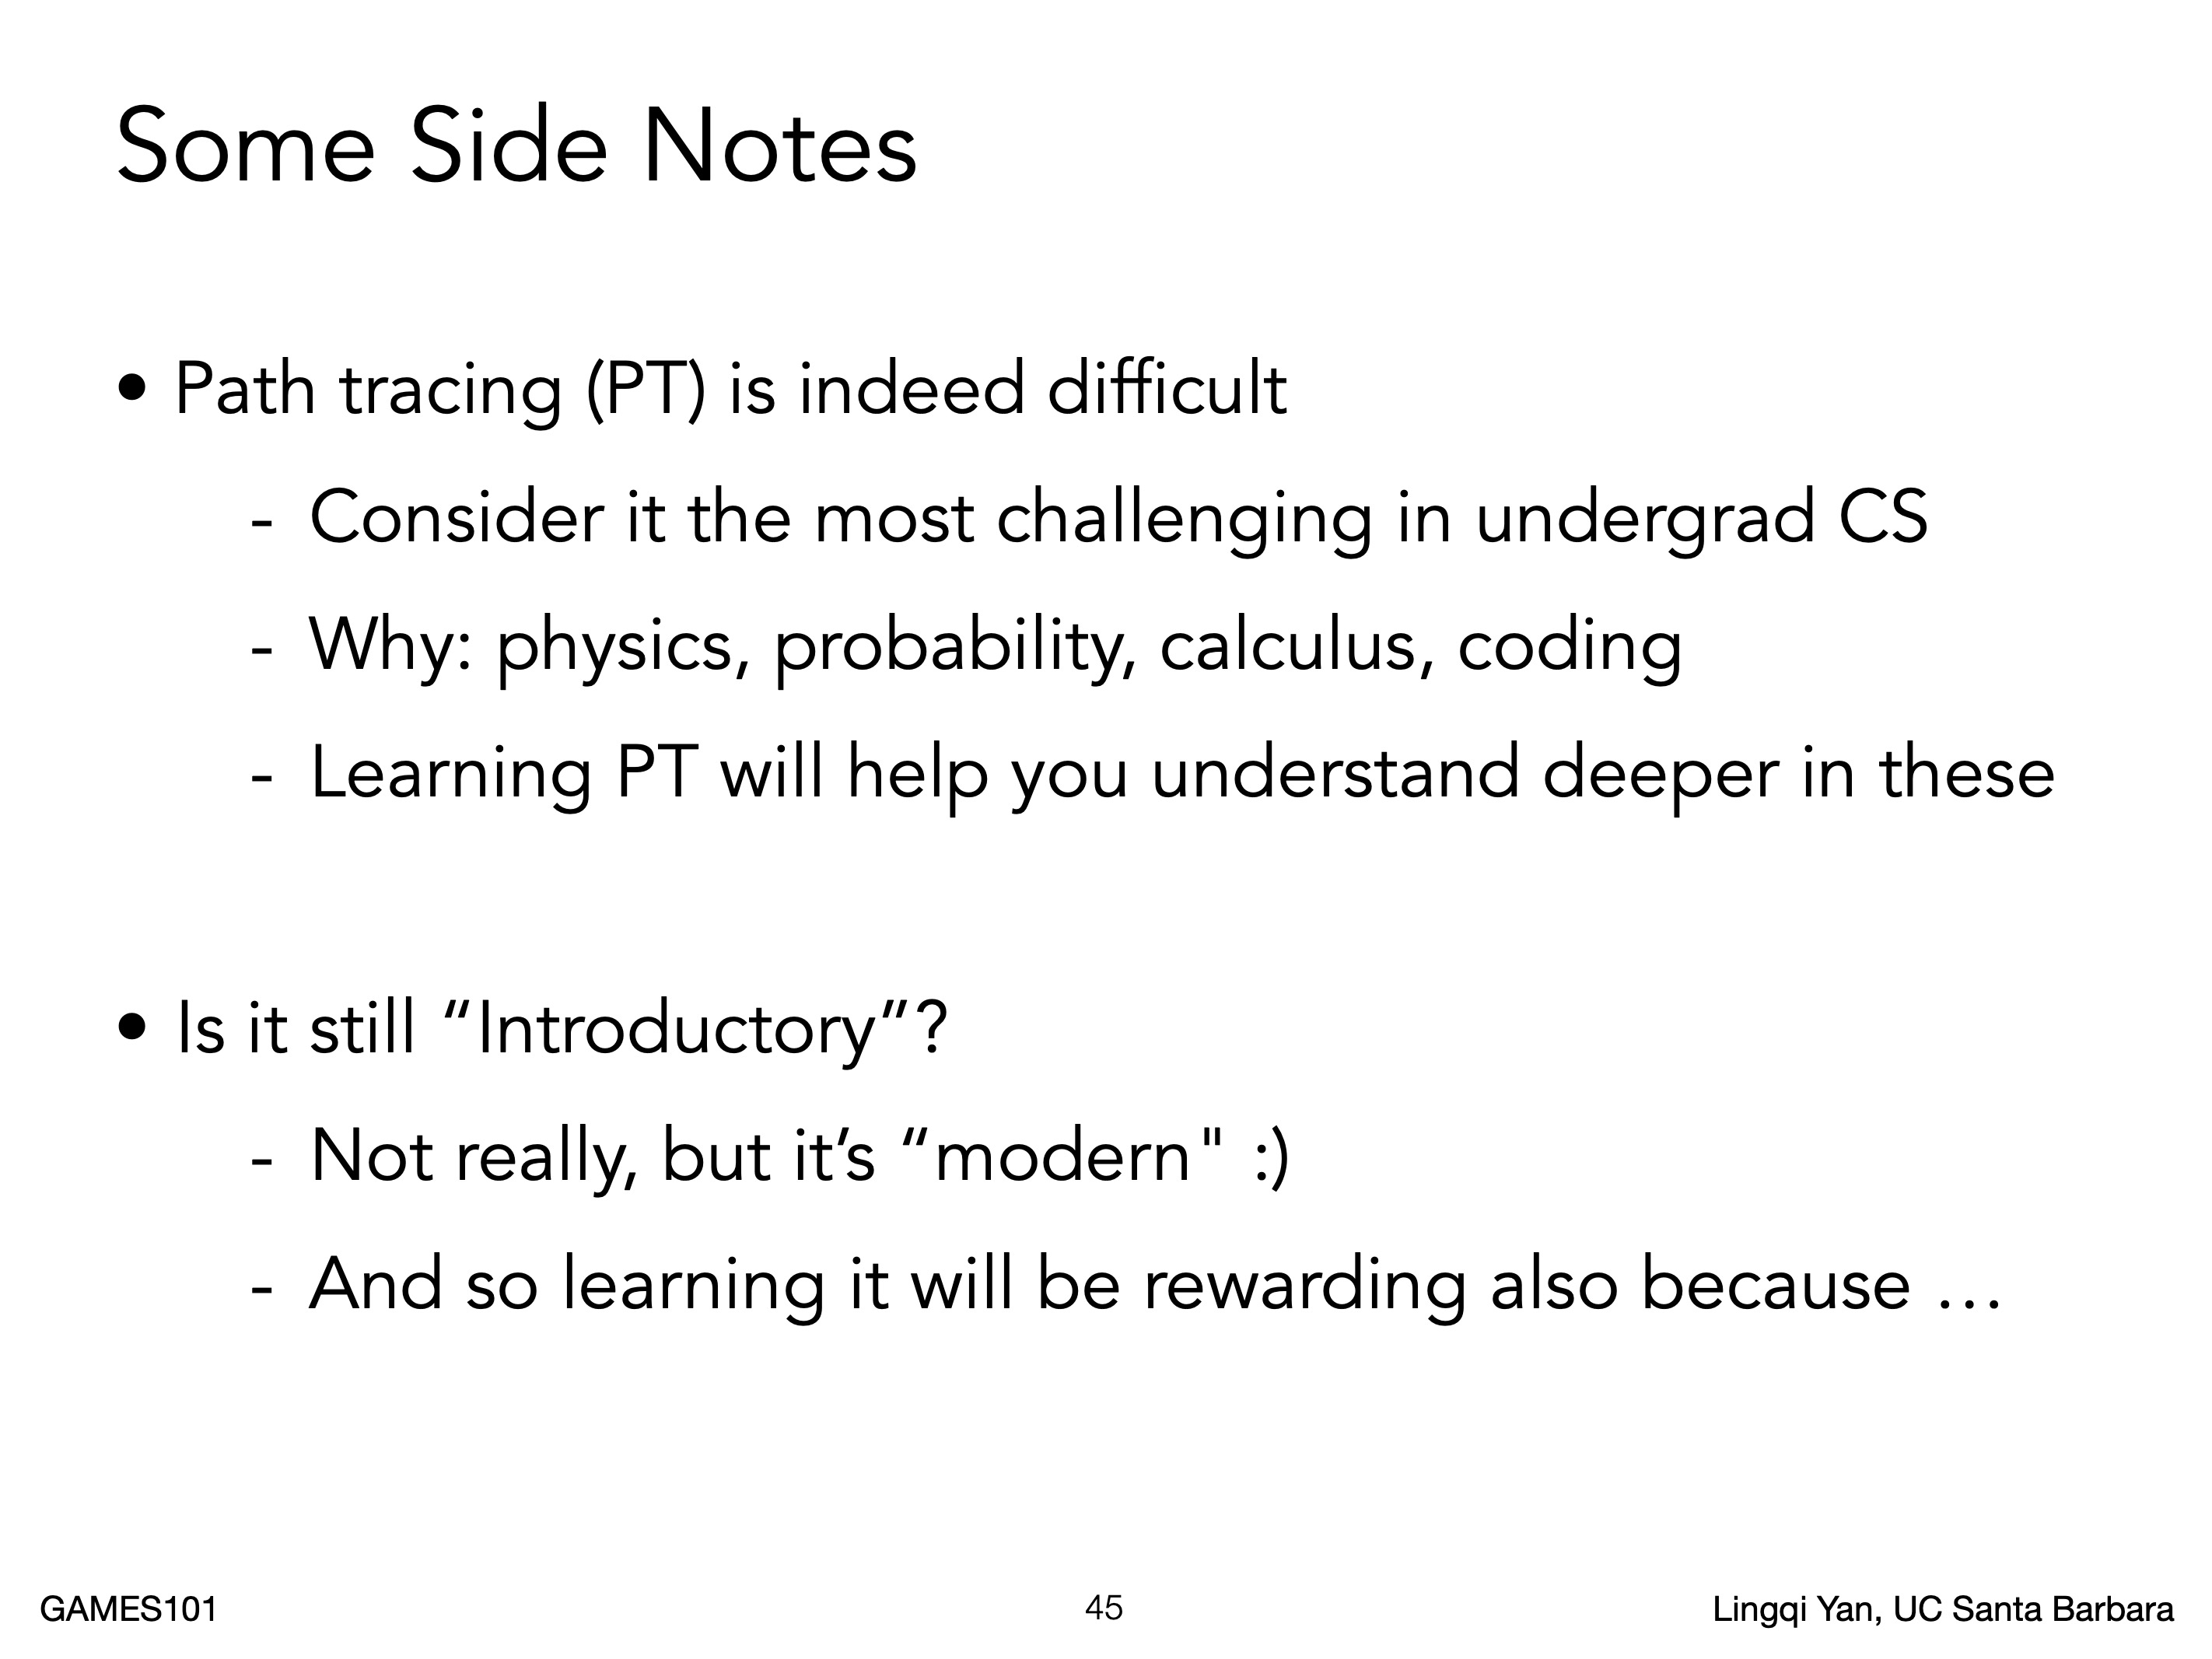 Some Side Notes
• Path tracing (PT) is indeed difficult
- Consider it the most challenging in undergrad CS
- Why: physics, probability, calculus, coding
- Learning PT will help you understand deeper in these
• Is it still “Introductory“?
- Not really, but it’s “modern" :)
- And so learning it will be rewarding also because …
GAMES101
45
Lingqi Yan, UC Santa Barbara